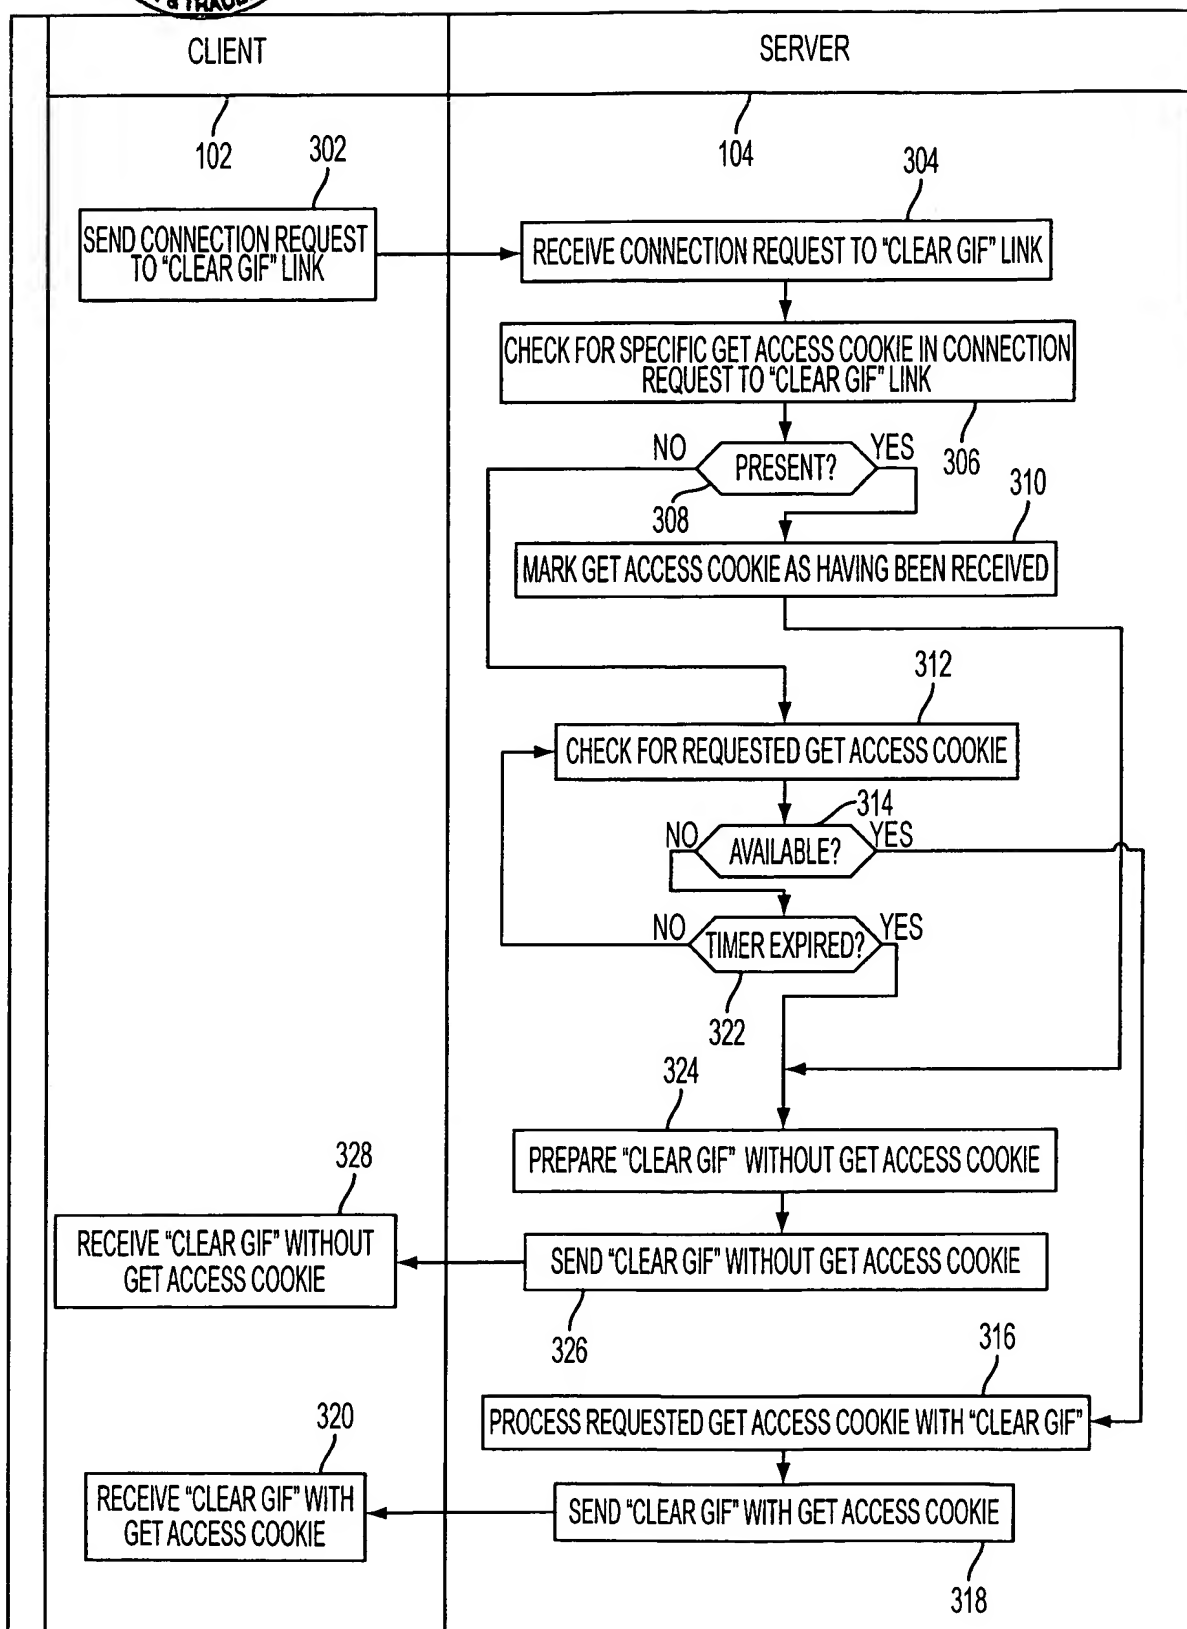 & TRADE
CLIENT
SERVER
102
104
302
304
SEND CONNECTION REQUEST
TO "CLEAR GIF" LINK
RECEIVE CONNECTION REQUEST TO "CLEAR GIF" LINK
CHECK FOR SPECIFIC GET ACCESS COOKIE IN CONNECTION
REQUEST TO "CLEAR GIF" LINK
306
NO
YES
PRESENT?
308
310
MARK GET ACCESS COOKIE AS HAVING BEEN RECEIVED
312
CHECK FOR REQUESTED GET ACCESS COOKIE
314
NO
YES
AVAILABLE?
NO
YES
TIMER EXPIRED?
322
324
PREPARE "CLEAR GIF" WITHOUT GET ACCESS COOKIE
328
RECEIVE "CLEAR GIF" WITHOUT
GET ACCESS COOKIE
SEND "CLEAR GIF" WITHOUT GET ACCESS COOKIE
326
316
PROCESS REQUESTED GET ACCESS COOKIE WITH "CLEAR GIF"
320
RECEIVE "CLEAR GIF" WITH
GET ACCESS COOKIE
SEND "CLEAR GIF" WITH GET ACCESS COOKIE
318